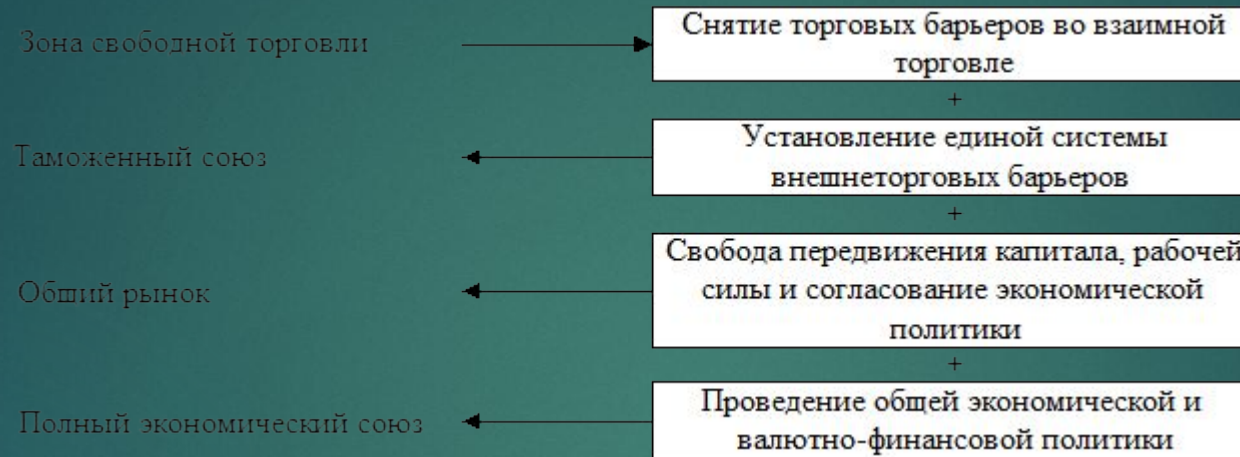 Зона свободной торговли
Снятие торговых барьеров во взаимной
торговле
+
Таможенный союз
Установление единой системы
внешнеторговых барьеров
+
Общий рынок
Свобода передвижения капитала, рабочей
силы и согласование экономической
политики
+
Полный экономический союз
Проведение общей экономической и
валютно-финансовой политики